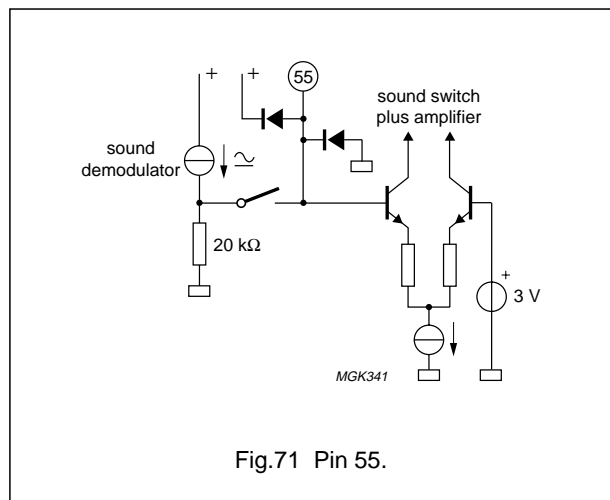 + + 55
sound switch
plus amplifier
sound
demodulator
20 kΩ
+
3 V
MGK341
Fig.71 Pin 55.